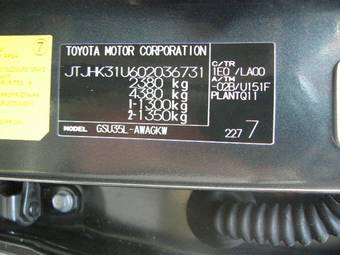 7
TOYOTA MOTOR CORPORATION
JTJHK31U602036731
2380 kg
4380 kg
1-1300kg
2-1350kg
C/TR
1E0 /LA00
A/TM
-02B/U151F
PLANTQ11
MODEL GSU35L-AWAGKW
227 7